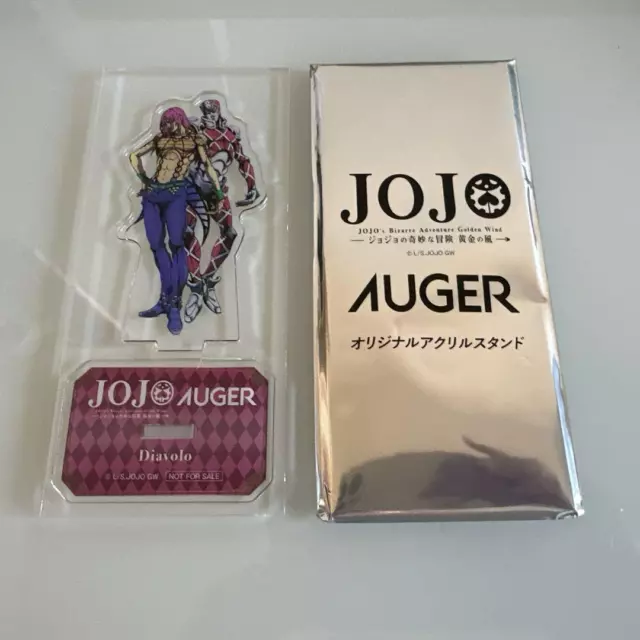 JOJO AUGER
Diavolo
© L/S,JOJO GW NOT FOR SALE
JOJO
JOJO's Bizarre Adventure Golden Wind
ジョジョの奇妙な冒険 黄金の風
© L/S,JOJO GW
AUGER
オリジナルアクリルスタンド